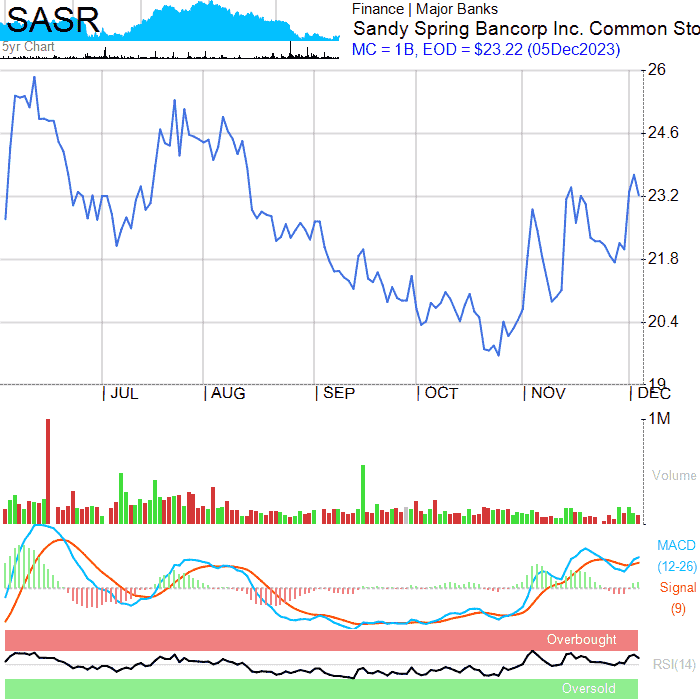 SASR
5yr Chart
Finance | Major Banks
Sandy Spring Bancorp Inc. Common Sto
MC = 1B, EOD = $23.22 (05Dec2023)
26
24.6
23.2
21.8
20.4
19
| JUL | AUG | SEP | OCT | NOV | DEC
1M
Volume
MACD
(12-26)
Signal
(9)
Overbought
RSI(14)
Oversold